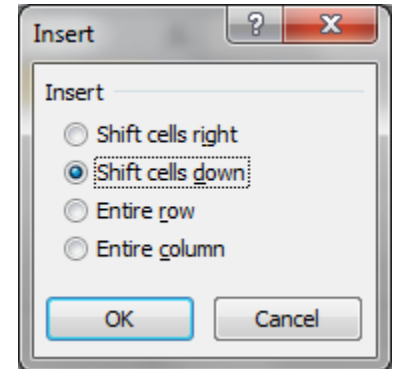 Insert
Insert
Shift cells right
Shift cells down
Entire row
Entire column
OK
Cancel